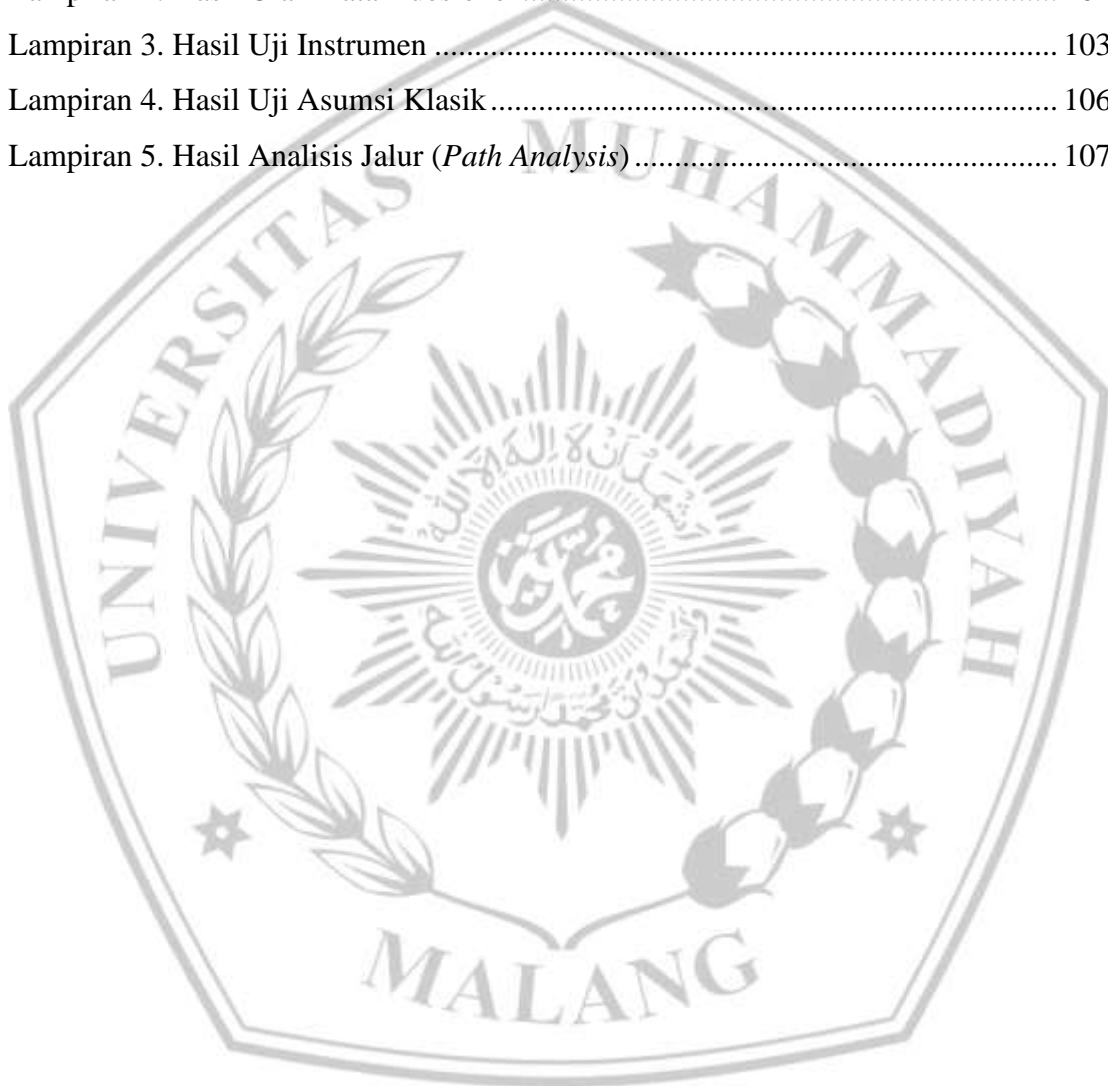 Lampiran 3. Hasil Uji Instrumen ........................................................................... 103
Lampiran 4. Hasil Uji Asumsi Klasik .................................................................... 106
Lampiran 5. Hasil Analisis Jalur (Path Analysis) ................................................... 107
UNIVERSITAS MUHAMMADIYAH
MALANG